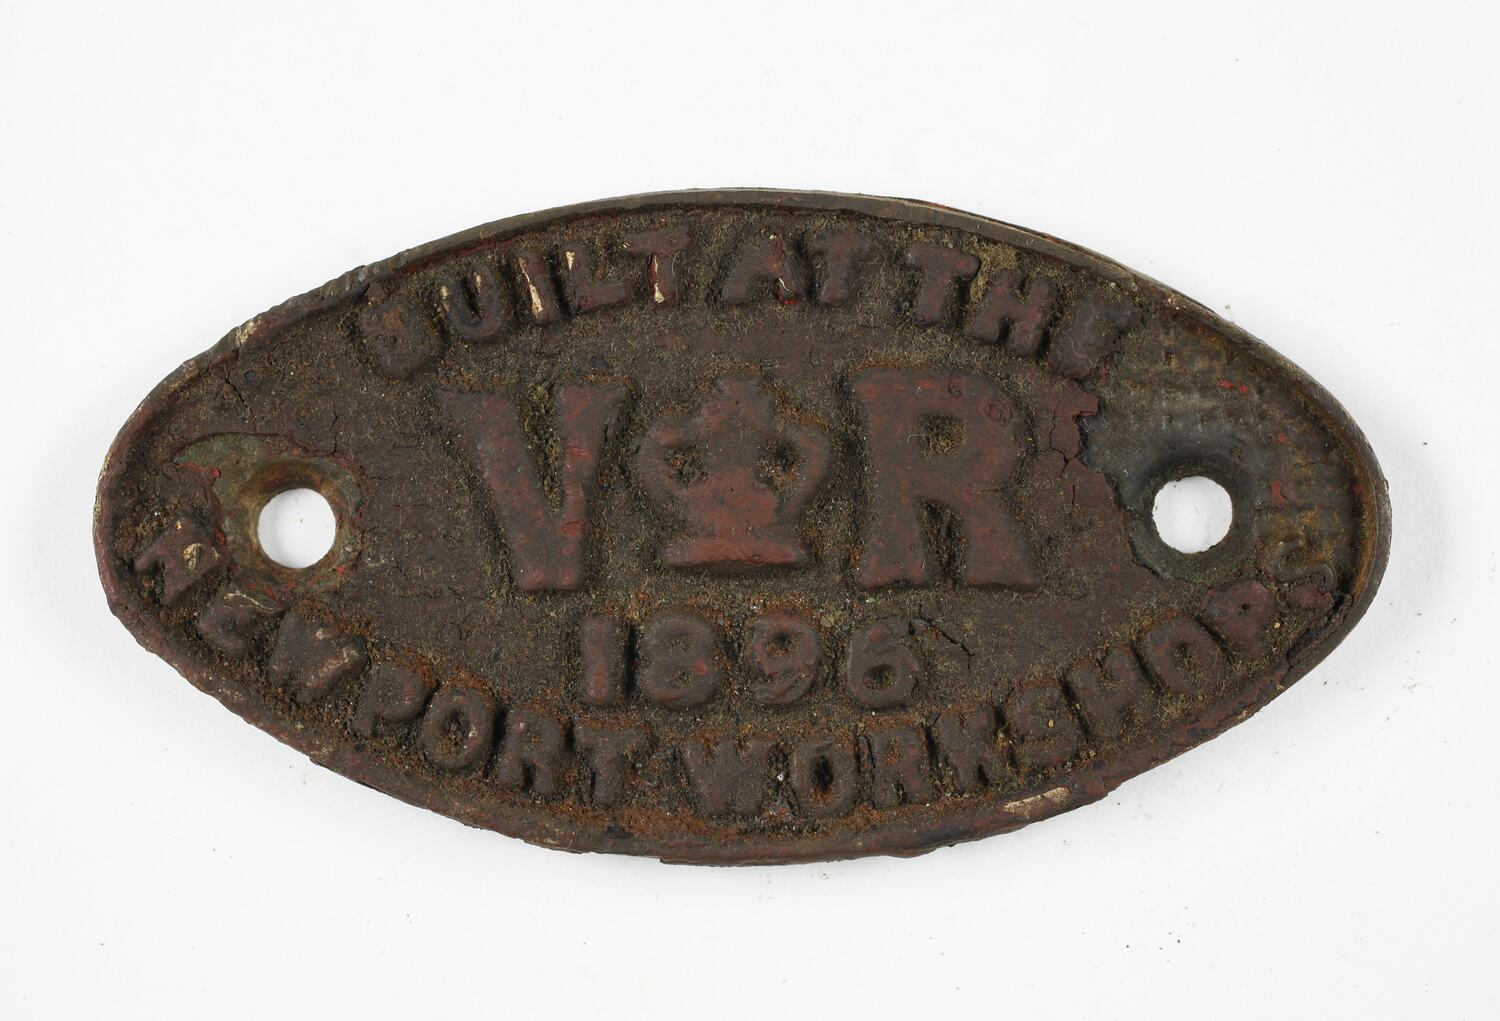 BUILT AT THE
V R
1896
NEWPORT WORKSHOPS